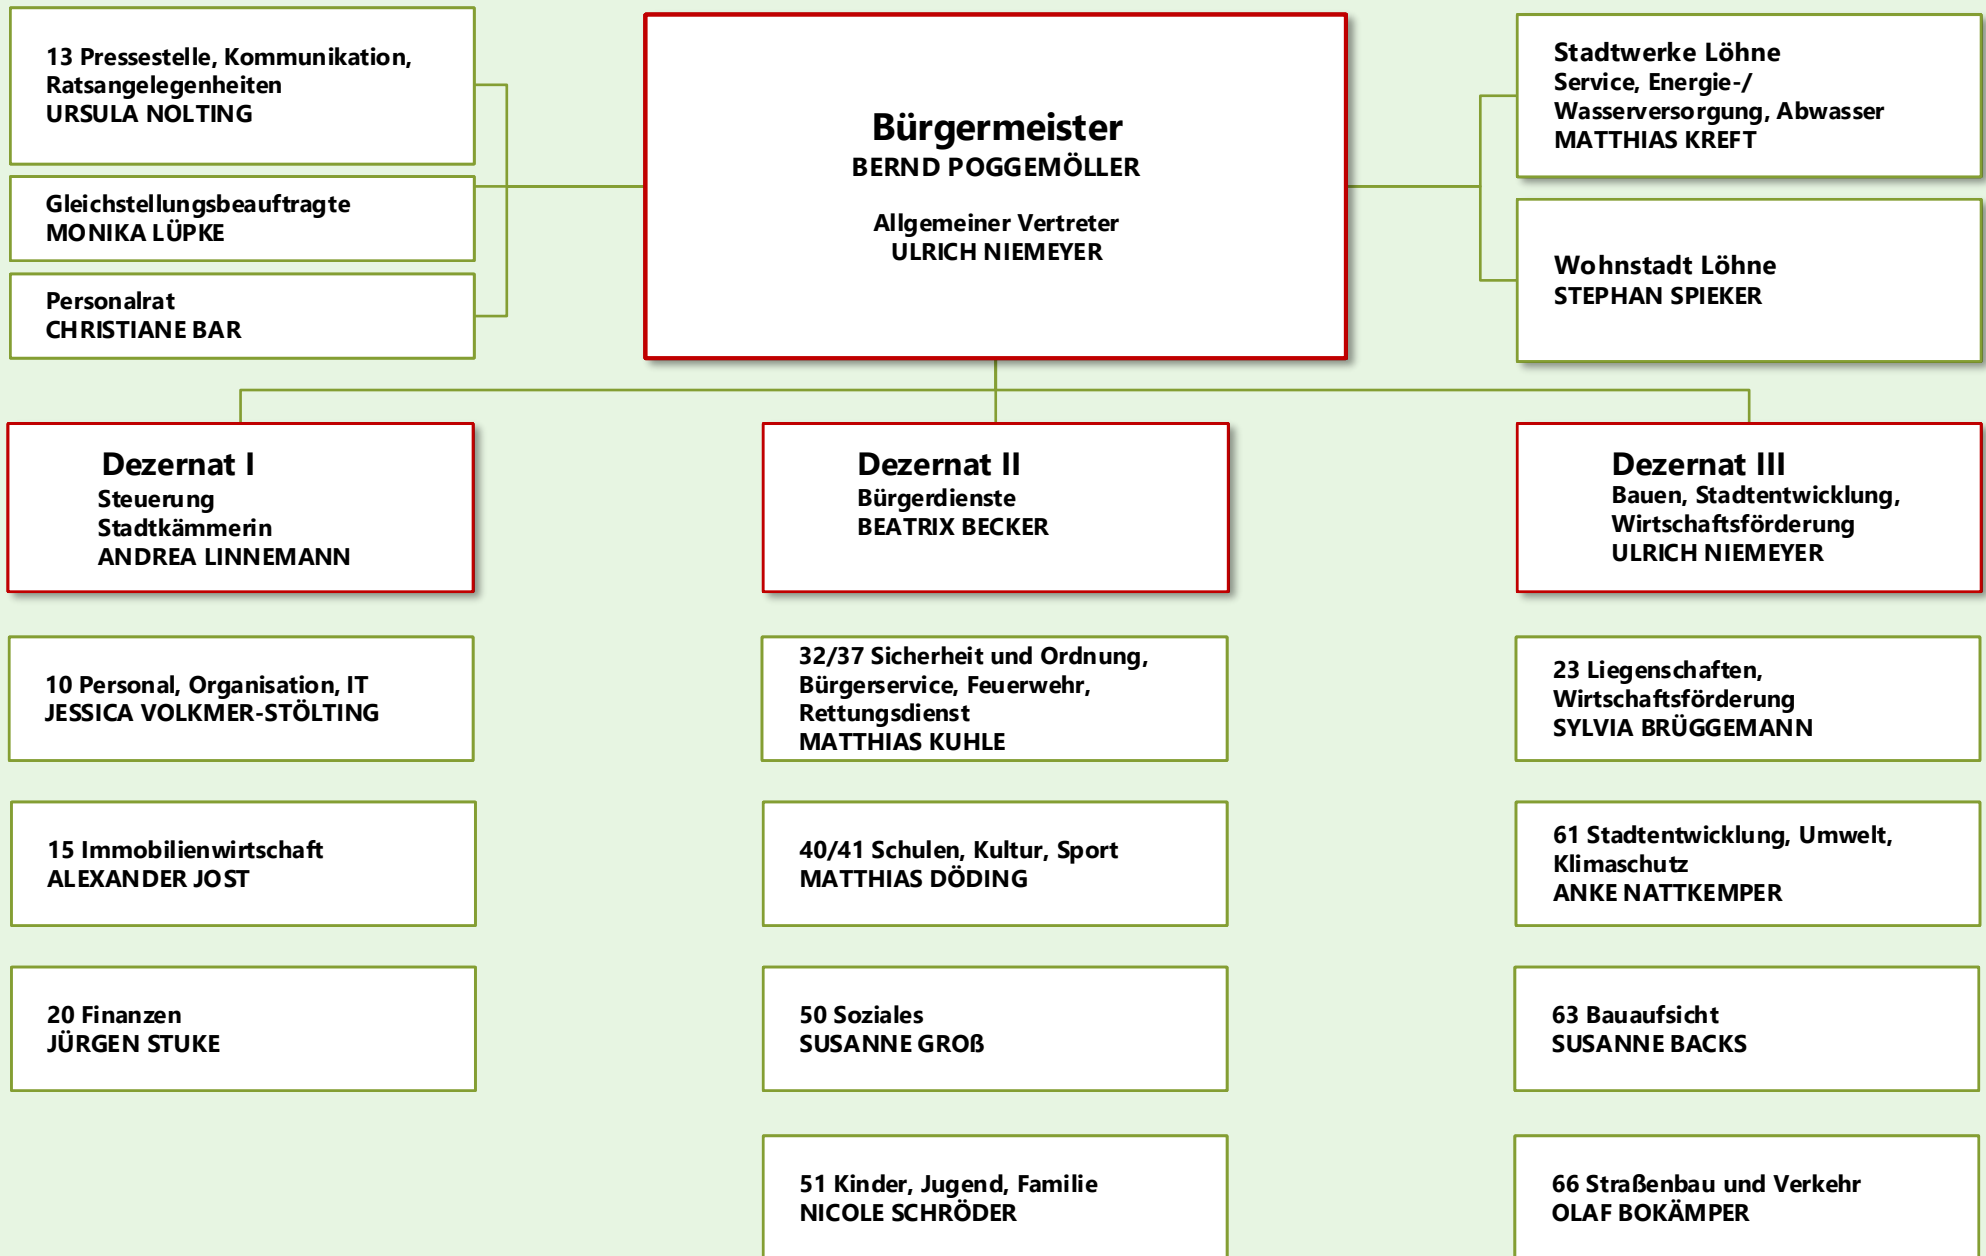 13 Pressestelle, Kommunikation,
Ratsangelegenheiten
URSULA NOLTING
Gleichstellungsbeauftragte
MONIKA LÜPKE
Personalrat
CHRISTIANE BAR
Bürgermeister
BERND POGGEMÖLLER
Allgemeiner Vertreter
ULRICH NIEMEYER
Stadtwerke Löhne
Service, Energie-/
Wasserversorgung, Abwasser
MATTHIAS KREFT
Wohnstadt Löhne
STEPHAN SPIEKER
Dezernat I
Steuerung
Stadtkämmerin
ANDREA LINNEMANN
10 Personal, Organisation, IT
JESSICA VOLKMER-STÖLTING
15 Immobilienwirtschaft
ALEXANDER JOST
20 Finanzen
JÜRGEN STUKE
Dezernat II
Bürgerdienste
BEATRIX BECKER
32/37 Sicherheit und Ordnung,
Bürgerservice, Feuerwehr,
Rettungsdienst
MATTHIAS KUHLE
40/41 Schulen, Kultur, Sport
MATTHIAS DÖDING
50 Soziales
SUSANNE GROß
51 Kinder, Jugend, Familie
NICOLE SCHRÖDER
Dezernat III
Bauen, Stadtentwicklung,
Wirtschaftsförderung
ULRICH NIEMEYER
23 Liegenschaften,
Wirtschaftsförderung
SYLVIA BRÜGGEMANN
61 Stadtentwicklung, Umwelt,
Klimaschutz
ANKE NATTKEMPER
63 Bauaufsicht
SUSANNE BACKS
66 Straßenbau und Verkehr
OLAF BOKÄMPER